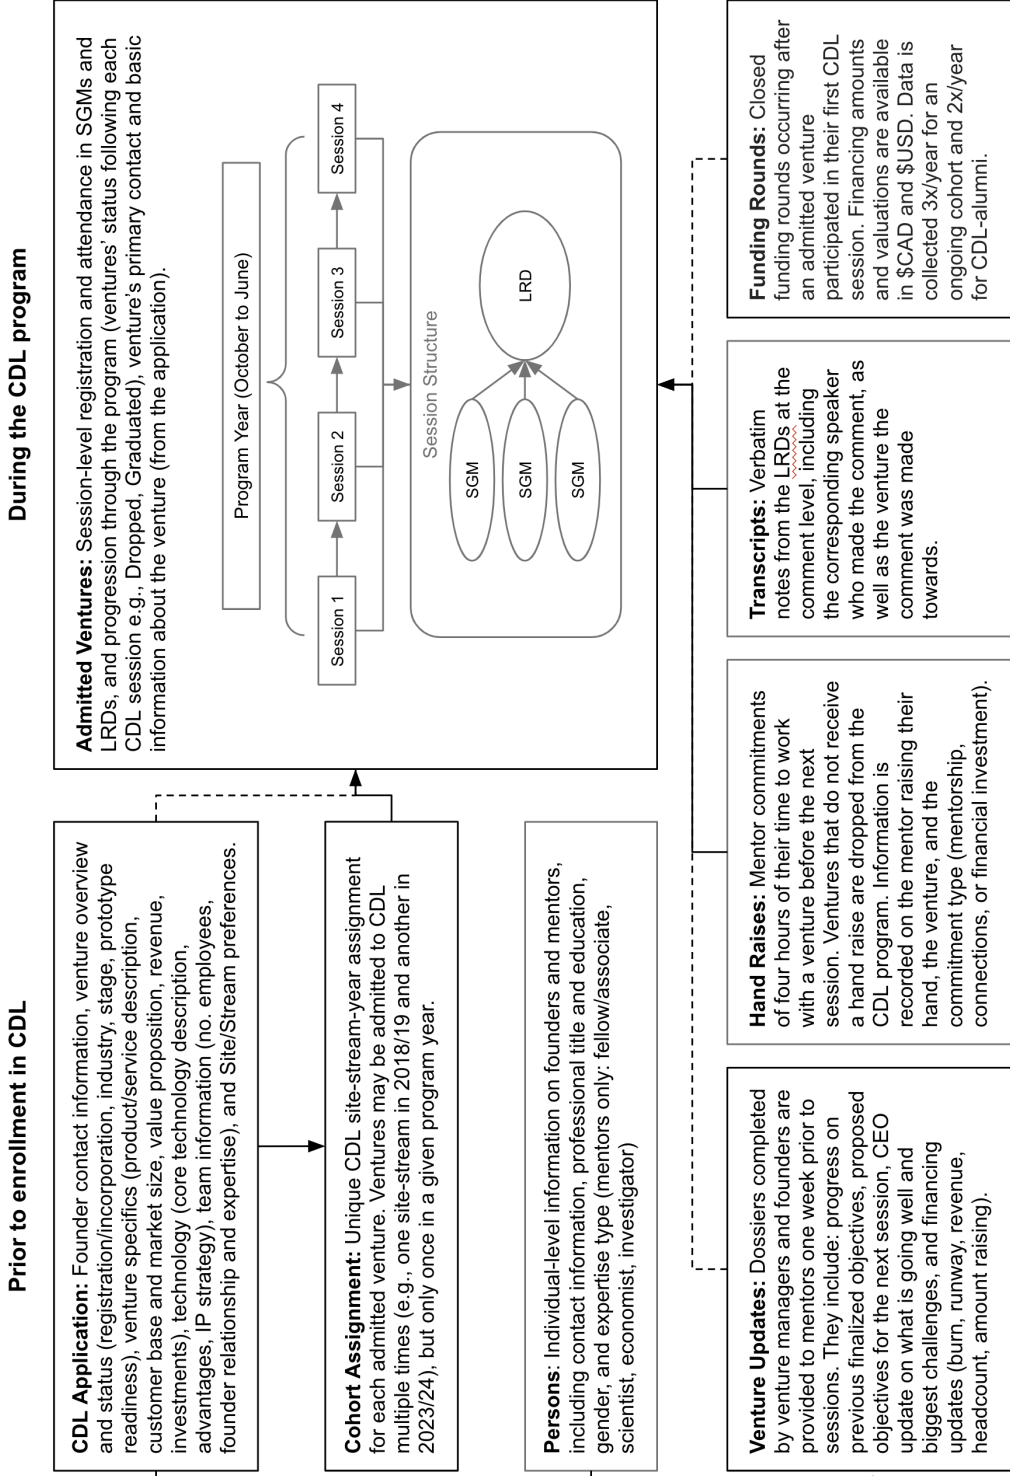 Prior to enrollment in CDL
CDL Application: Founder contact information, venture overview
and status (registration/incorporation, industry, stage, prototype
readiness), venture specifics (product/service description,
customer base and market size, value proposition, revenue,
investments), technology (core technology description,
advantages, IP strategy), team information (no. employees,
founder relationship and expertise), and Site/Stream preferences.
Cohort Assignment: Unique CDL site-stream-year assignment
for each admitted venture. Ventures may be admitted to CDL
multiple times (e.g., one site-stream in 2018/19 and another in
2023/24), but only once in a given program year.
Persons: Individual-level information on founders and mentors,
including contact information, professional title and education,
gender, and expertise type (mentors only: fellow/associate,
scientist, economist, investigator)
During the CDL program
Admitted Ventures: Session-level registration and attendance in SGMs and
LRDs, and progression through the program (ventures' status following each
CDL session e.g., Dropped, Graduated), venture's primary contact and basic
information about the venture (from the application).
Program Year (October to June)
Session 1
Session 2
Session 3
Session 4
Session Structure
SGM
SGM
SGM
LRD
Venture Updates: Dossiers completed
by venture managers and founders are
provided to mentors one week prior to
sessions. They include: progress on
previous finalized objectives, proposed
objectives for the next session, CEO
update on what is going well and
biggest challenges, and financing
updates (burn, runway, revenue,
headcount, amount raising).
Hand Raises: Mentor commitments
of four hours of their time to work
with a venture before the next
session. Ventures that do not receive
a hand raise are dropped from the
CDL program. Information is
recorded on the mentor raising their
hand, the venture, and the
commitment type (mentorship,
connections, or financial investment).
Transcripts: Verbatim
notes from the LRDs at the
comment level, including
the corresponding speaker
who made the comment, as
well as the venture the
comment was made
towards.
Funding Rounds: Closed
funding rounds occurring after
an admitted venture
participated in their first CDL
session. Financing amounts
and valuations are available
in $CAD and $USD. Data is
collected 3x/year for an
ongoing cohort and 2x/year
for CDL-alumni.